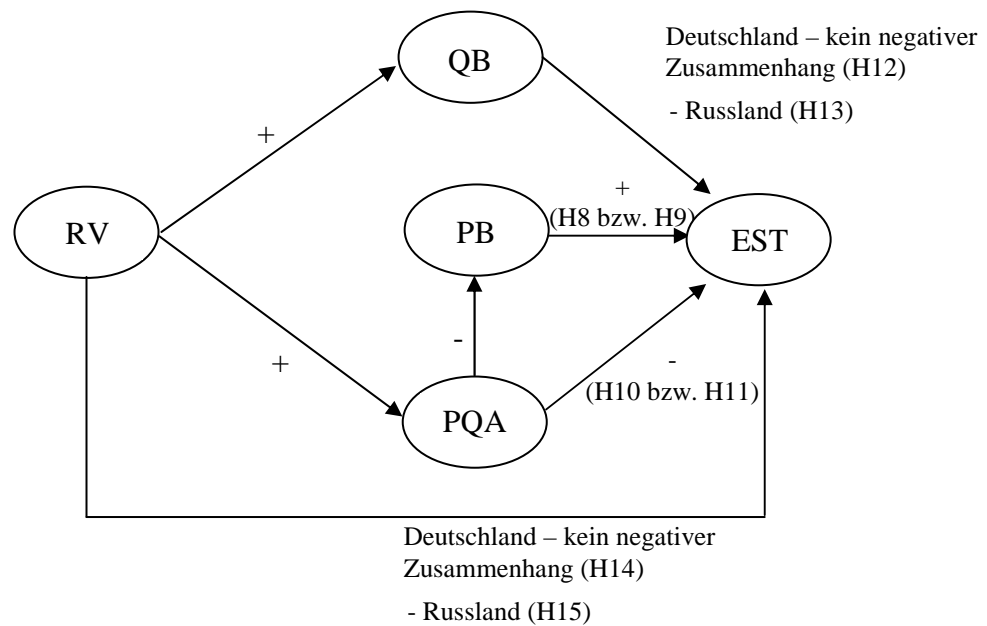 Deutschland – kein negativer
Zusammenhang (H12)
- Russland (H13)
QB
+
RV
PB
+
(H8 bzw. H9)
EST
-
+
-
(H10 bzw. H11)
PQA
Deutschland – kein negativer
Zusammenhang (H14)
- Russland (H15)